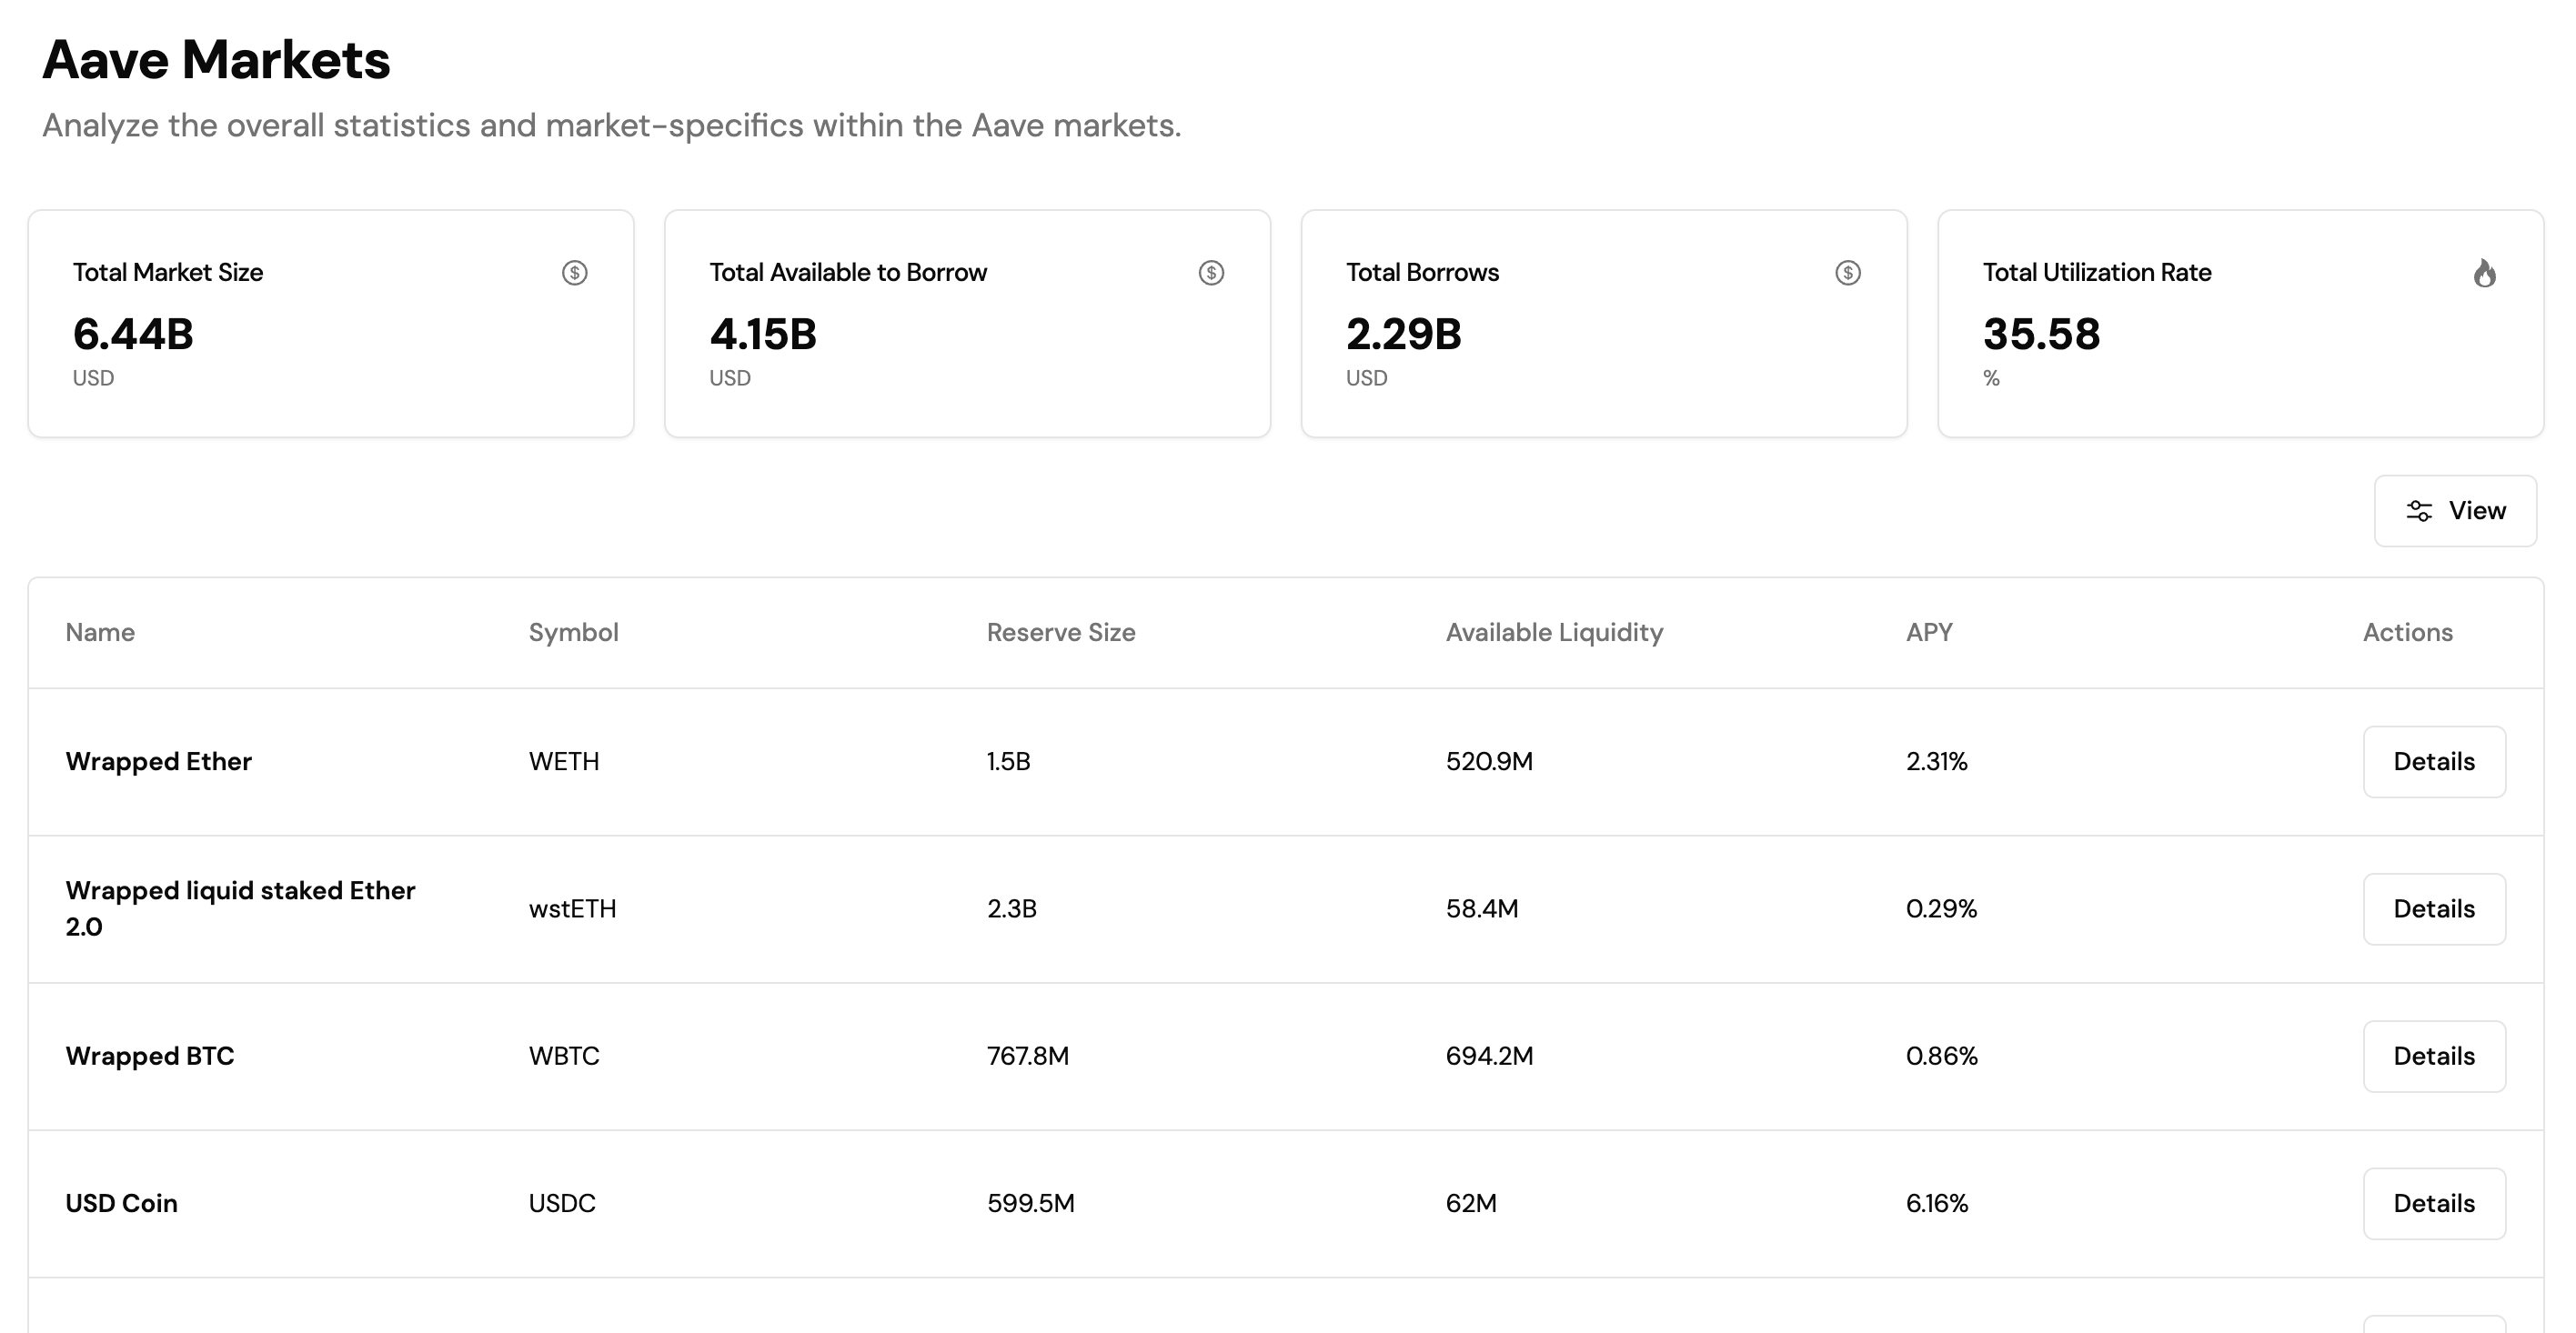 Aave Markets
Analyze the overall statistics and market-specifics within the Aave markets.
Total Market Size
6.44B
USD
Total Available to Borrow
4.15B
USD
Total Borrows
2.29B
USD
Total Utilization Rate
35.58
%
View
Name Symbol Reserve Size Available Liquidity APY Actions
Wrapped Ether WETH 1.5B 520.9M 2.31% Details
Wrapped liquid staked Ether
2.0 wstETH 2.3B 58.4M 0.29% Details
Wrapped BTC WBTC 767.8M 694.2M 0.86% Details
USD Coin USDC 599.5M 62M 6.16% Details